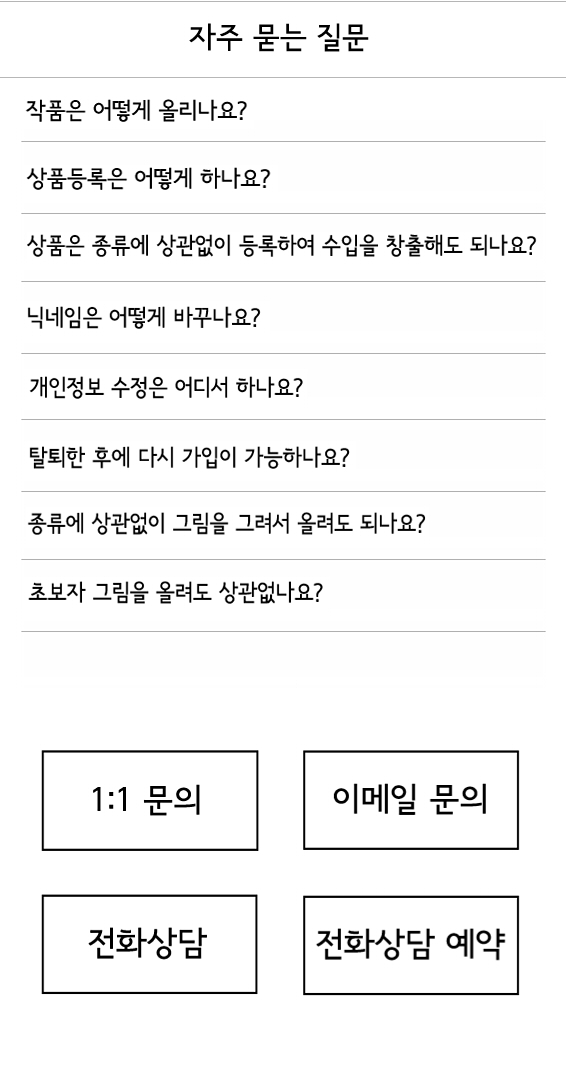 자주 묻는 질문
작품은 어떻게 올리나요?
상품등록은 어떻게 하나요?
상품은 종류에 상관없이 등록하여 수입을 창출해도 되나요?
닉네임은 어떻게 바꾸나요?
개인정보 수정은 어디서 하나요?
탈퇴한 후에 다시 가입이 가능하나요?
종류에 상관없이 그림을 그려서 올려도 되나요?
초보자 그림을 올려도 상관없나요?
1:1 문의
이메일 문의
전화상담
전화상담 예약